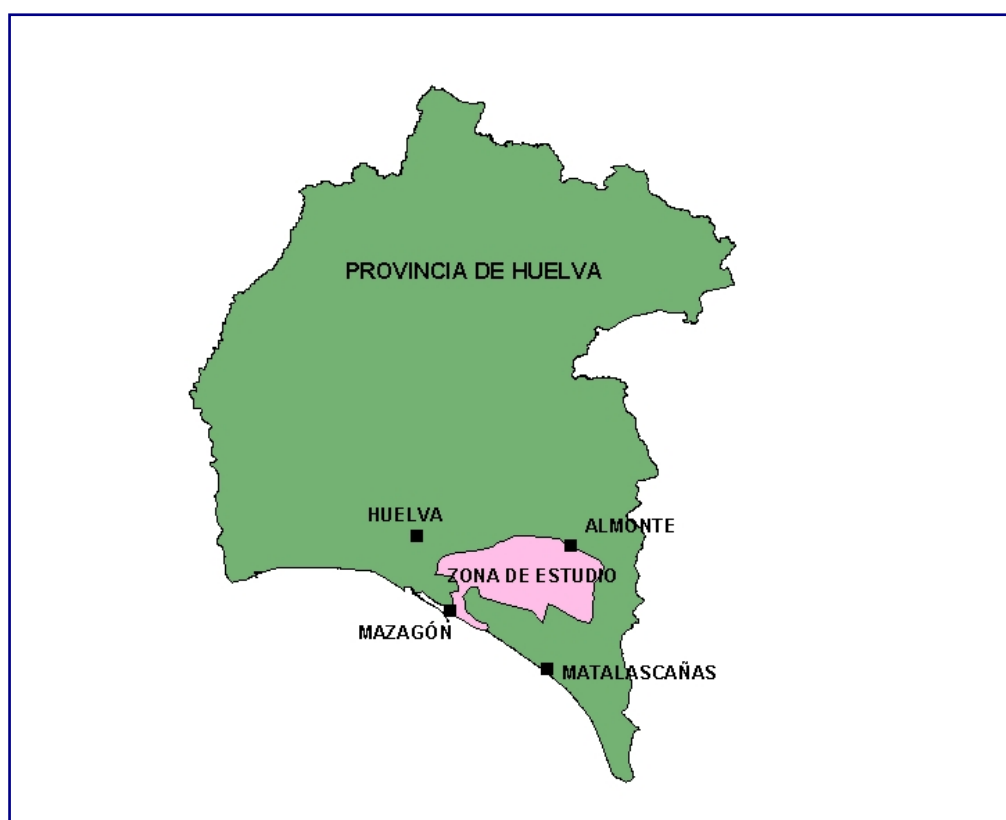 PROVINCIA DE HUELVA
HUELVA
ALMONTE
ZONA DE ESTUDIO
MAZAGÓN
MATALASCAÑAS